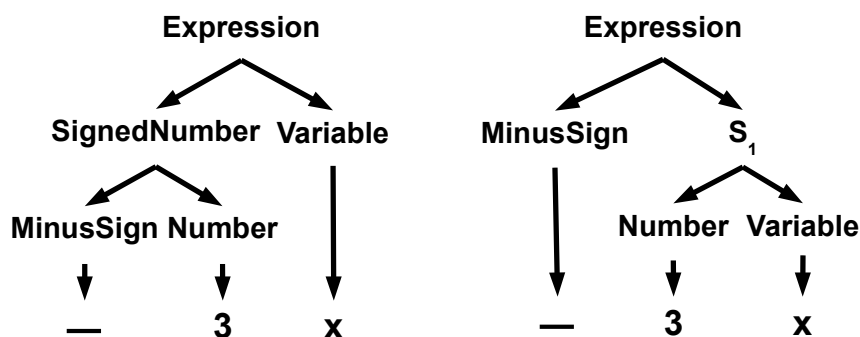 Expression Expression
SignedNumber Variable MinusSign S₁
MinusSign Number Number Variable
— 3 x — 3 x